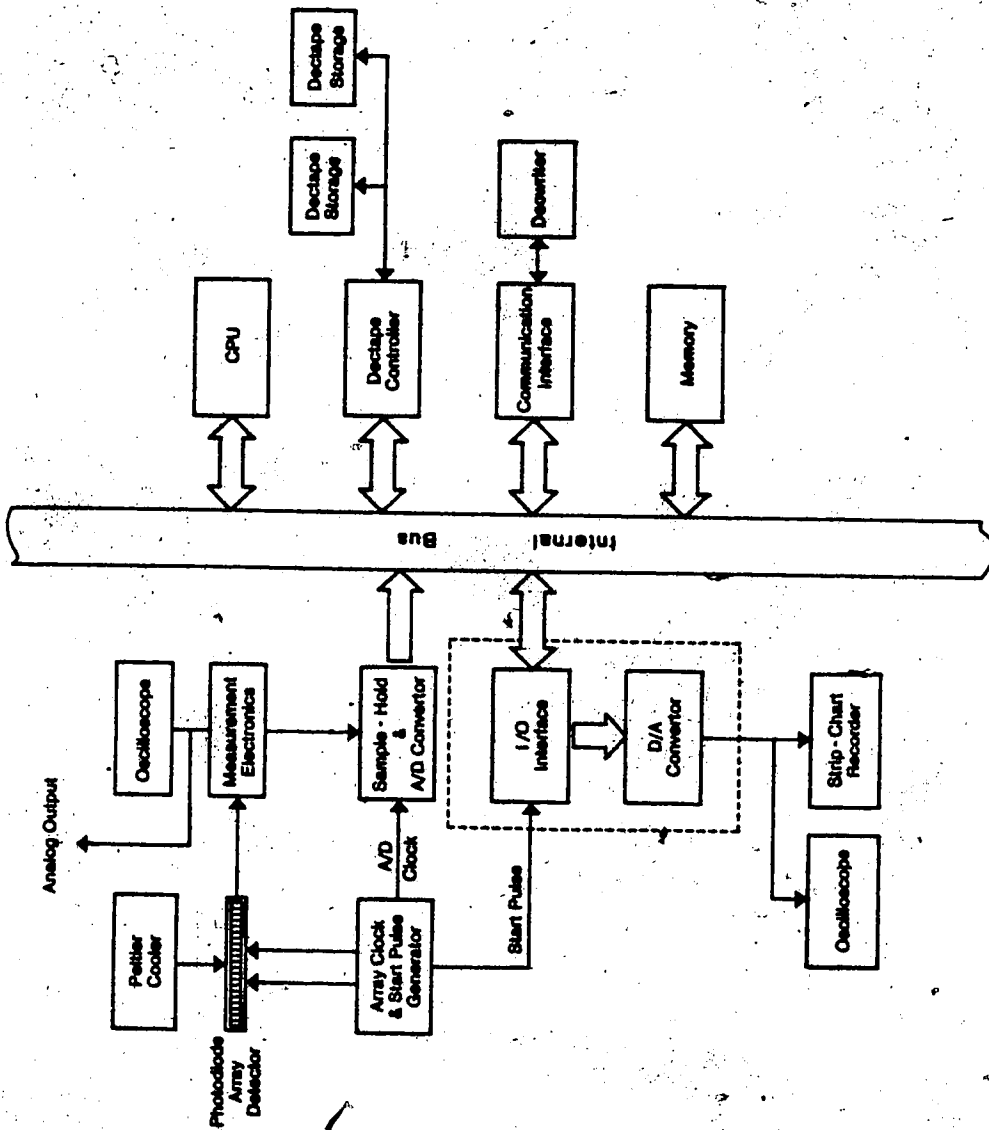 Analog Output
Peltier
Cooler
Oscilloscope
Photodiode
Array
Detector
Measurement
Electronics
Array Clock
& Start Pulse
Generator
A/D
Clock
Sample - Hold
&
A/D Convertor
Start Pulse
I/O
Interface
D/A
Convertor
Oscilloscope
Strip - Chart
Recorder
Internal
Bus
CPU
Dectape
Controller
Dectape
Storage
Dectape
Storage
Communication
Interface
Decwriter
Memory